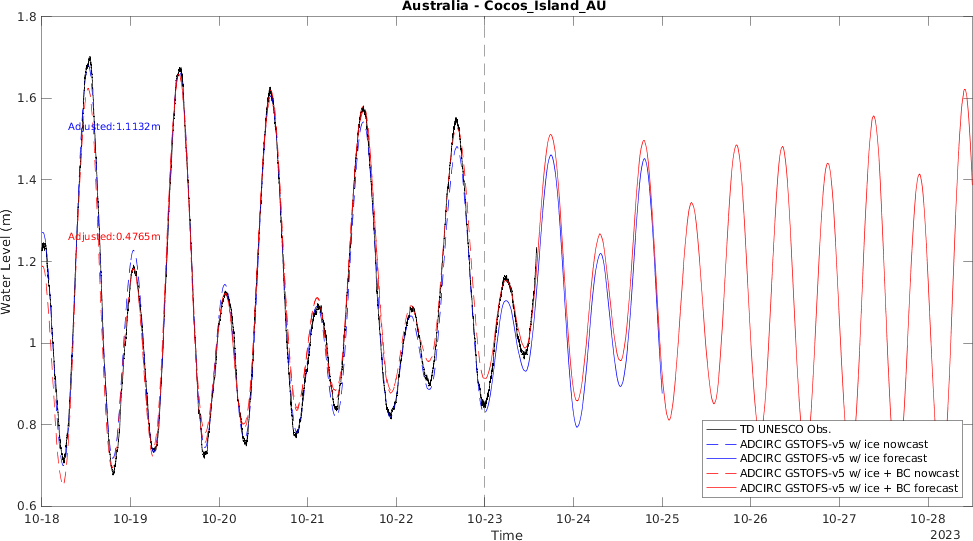 Australia - Cocos_Island_AU
1.8
1.6
1.4
1.2
1
0.8
0.6
Water Level (m)
Adjusted:1.1132m
Adjusted:0.4765m
TD UNESCO Obs.
ADCIRC GSTOFS-v5 w/ ice nowcast
ADCIRC GSTOFS-v5 w/ ice forecast
ADCIRC GSTOFS-v5 w/ ice + BC nowcast
ADCIRC GSTOFS-v5 w/ ice + BC forecast
10-18 10-19 10-20 10-21 10-22 10-23 10-24 10-25 10-26 10-27 10-28
Time
2023